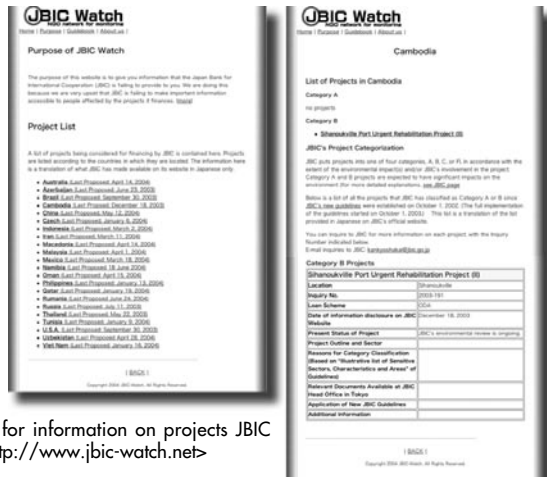 JBIC Watch
NGO network for monitoring
Home | Purpose | Guidebook | About us |
Purpose of JBIC Watch
The purpose of this website is to give you information that the Japan Bank for
International Cooperation (JBIC) is failing to provide to you. We are doing this
because we are very upset that JBIC is failing to make important information
accessible to people affected by the projects it finances. [more]
Project List
A list of projects being considered for financing by JBIC is contained here. Projects
are listed according to the countries in which they are located. The information here
is a translation of what JBIC has made available on its website in Japanese only.
• Australia (Last Proposed: April 14, 2004)
• Azerbaijan (Last Proposed: June 23, 2003)
• Brazil (Last Proposed: September 30, 2003)
• Cambodia (Last Proposed: December 18, 2003)
• China (Last Proposed: May 12, 2004)
• Czech (Last Proposed: January 9, 2004)
• Indonesia (Last Proposed: March 2, 2004)
• Iran (Last Proposed: March 11, 2004)
• Macedonia (Last Proposed: April 14, 2004)
• Malaysia (Last Proposed: April 1, 2004)
• Mexico (Last Proposed: March 18, 2004)
• Namibia (Last Proposed: 18 June 2004)
• Oman (Last Proposed: April 15, 2004)
• Philippines (Last Proposed: January 13, 2004)
• Qatar (Last Proposed: January 19, 2004)
• Rumania (Last Proposed: June 24, 2004)
• Russia (Last Proposed: July 11, 2003)
• Thailand (Last Proposed: May 22, 2003)
• Tunisia (Last Proposed: January 9, 2004)
• U.S.A. (Last Proposed: September 30, 2003)
• Uzbekistan (Last Proposed: April 28, 2004)
• Viet Nam (Last Proposed: January 16, 2004)
| BACK |
Copyright 2004 JBIC Watch. All Rights Reserved.
for information on projects JBIC
tp://www.jbic-watch.net>
JBIC Watch
NGO network for monitoring
Home | Purpose | Guidebook | About us |
Cambodia
List of Projects in Cambodia
Category A
no projects
Category B
• Sihanoukville Port Urgent Rehabilitation Project (II)
JBIC's Project Categorization
JBIC puts projects into one of four categories, A, B, C, or FI, in accordance with the
extent of the environmental impact(s) and/or JBIC's involvement in the project.
Category A and B projects are expected to have significant impacts on the
environment (for more detailed explanations, see JBIC page
Below is a list of all the projects that JBIC has classified as Category A or B since
JBIC's new guidelines were established on October 1, 2002 (The full implementation
of the guidelines started on October 1, 2003). This list is a translation of the list
provided in Japanese on JBIC's official website.
You can inquire to JBIC for more information on each project with the Inquiry
Number indicated below.
E-mail inquiries to JBIC:
Category B Projects
Sihanoukville Port Urgent Rehabilitation Project (II)
Location Sihanoukville
Inquiry No. 2003-191
Loan Scheme ODA
Date of information disclosure on JBIC December 18, 2003
Website
Present Status of Project JBIC's environmental review is ongoing.
Project Outline and Sector
Reasons for Category Classification
(Based on "Illustrative list of Sensitive
Sectors, Characteristics and Areas" of
Guidelines)
Relevant Documents Available at JBIC
Head Office in Tokyo
Application of New JBIC Guidelines
Additional Information
| BACK |
Copyright 2004 JBIC Watch. All Rights Reserved.